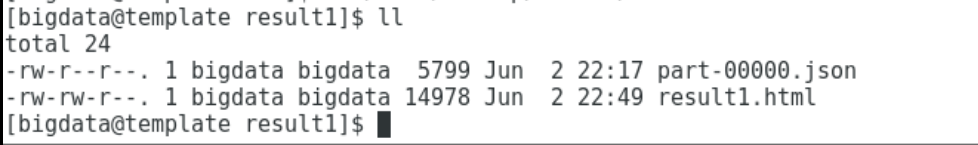 [bigdata@template result1]$ ll
total 24
-rw-r--r--. 1 bigdata bigdata  5799 Jun  2 22:17 part-00000.json
-rw-rw-r--. 1 bigdata bigdata 14978 Jun  2 22:49 result1.html
[bigdata@template result1]$